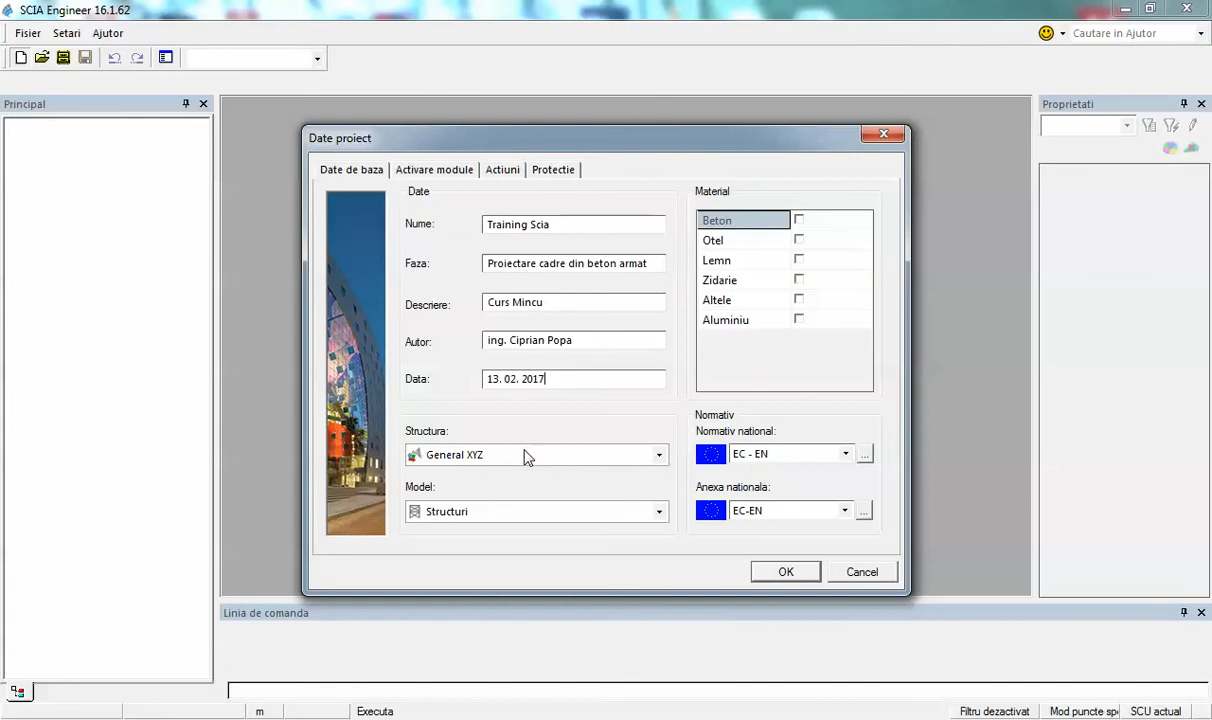 SCIA Engineer 16.1.62
Fisier Setari Ajutor
Cautare in Ajutor
Principal
Proprietati
Date proiect
Date de baza Activare module Actiuni Protectie
Date
Nume: Training Scia
Faza: Proiectare cadre din beton armat
Descriere: Curs Mincu
Autor: ing. Ciprian Popa
Data: 13. 02. 2017
Material
Beton
Otel
Lemn
Zidarie
Altele
Aluminiu
Structura:
General XYZ
Model:
Structuri
Normativ
Normativ national:
EC - EN
...
Anexa nationala:
EC-EN
...
OK Cancel
Linia de comanda
m Executa Filtru dezactivat Mod puncte spe SCU actual